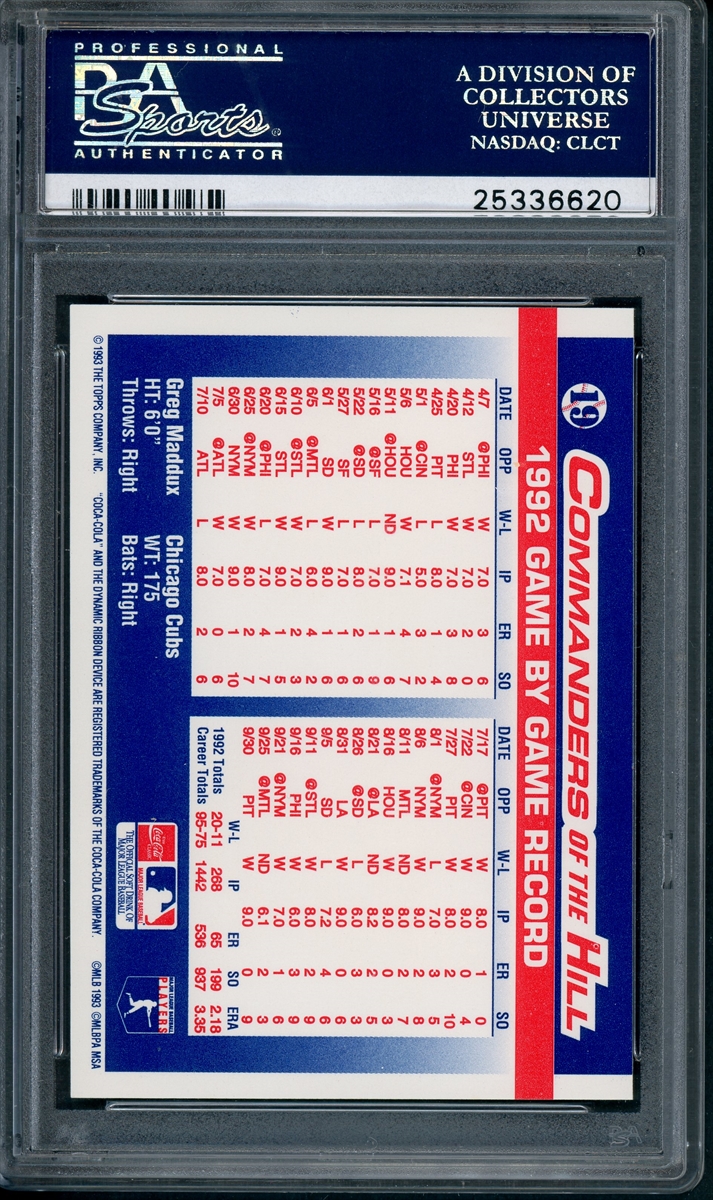 PROFESSIONAL
PSA
Sports
AUTHENTICATOR
A DIVISION OF
COLLECTORS
UNIVERSE
NASDAQ: CLCT
25336620
19 COMMANDERS OF THE HILL
1992 GAME BY GAME RECORD
DATE OPP W-L IP ER SO
4/7 @PHI W 7.0 3 6
4/12 STL W 7.0 2 0
4/20 PHI W 7.0 3 8
4/25 PIT L 8.0 1 4
5/1 @CIN L 5.0 3 2
5/6 HOU W 7.1 4 7
5/11 @HOU ND 9.0 1 6
5/16 @SF L 7.0 1 9
5/22 @SD L 8.0 2 6
5/27 SF L 7.0 1 6
6/1 SD W 9.0 1 6
6/5 @MTL L 6.0 4 2
6/10 @STL W 7.0 2 3
6/15 STL L 9.0 1 5
6/20 @PHI L 7.0 4 7
6/25 @NYM W 8.0 2 7
6/30 NYM W 9.0 1 10
7/5 @ATL W 7.0 0 6
7/10 ATL L 8.0 2 6
DATE OPP W-L IP ER SO
7/17 @PIT W 8.0 1 0
7/22 @CIN W 9.0 0 4
7/27 PIT W 8.0 2 10
8/1 @NYM L 7.0 3 5
8/6 NYM W 9.0 2 8
8/11 MTL ND 8.0 2 7
8/16 HOU W 9.0 0 3
8/21 @LA ND 8.2 2 5
8/26 @SD L 6.0 3 3
8/31 LA W 9.0 0 6
9/5 SD L 7.2 4 6
9/11 @STL W 8.0 2 9
9/16 PHI W 6.0 3 9
9/21 @NYM W 7.0 1 6
9/25 @MTL ND 6.1 2 3
9/30 PIT W 9.0 0 9
W-L IP ER SO ERA
1992 Totals 20-11 268 65 199 2.18
Career Totals 95-75 1442 536 937 3.35
Greg Maddux Chicago Cubs
HT: 6'0" WT: 175
Throws: Right Bats: Right
Coca-Cola
CLASSIC
MAJOR LEAGUE BASEBALL
THE OFFICIAL SOFT DRINK OF
MAJOR LEAGUE BASEBALL
MAJOR LEAGUE BASEBALL
PLAYERS
©1993 THE TOPPS COMPANY, INC. "COCA-COLA" AND THE DYNAMIC RIBBON DEVICE ARE REGISTERED TRADEMARKS OF THE COCA-COLA COMPANY. ©MLB 1993 ©MLBPA MSA